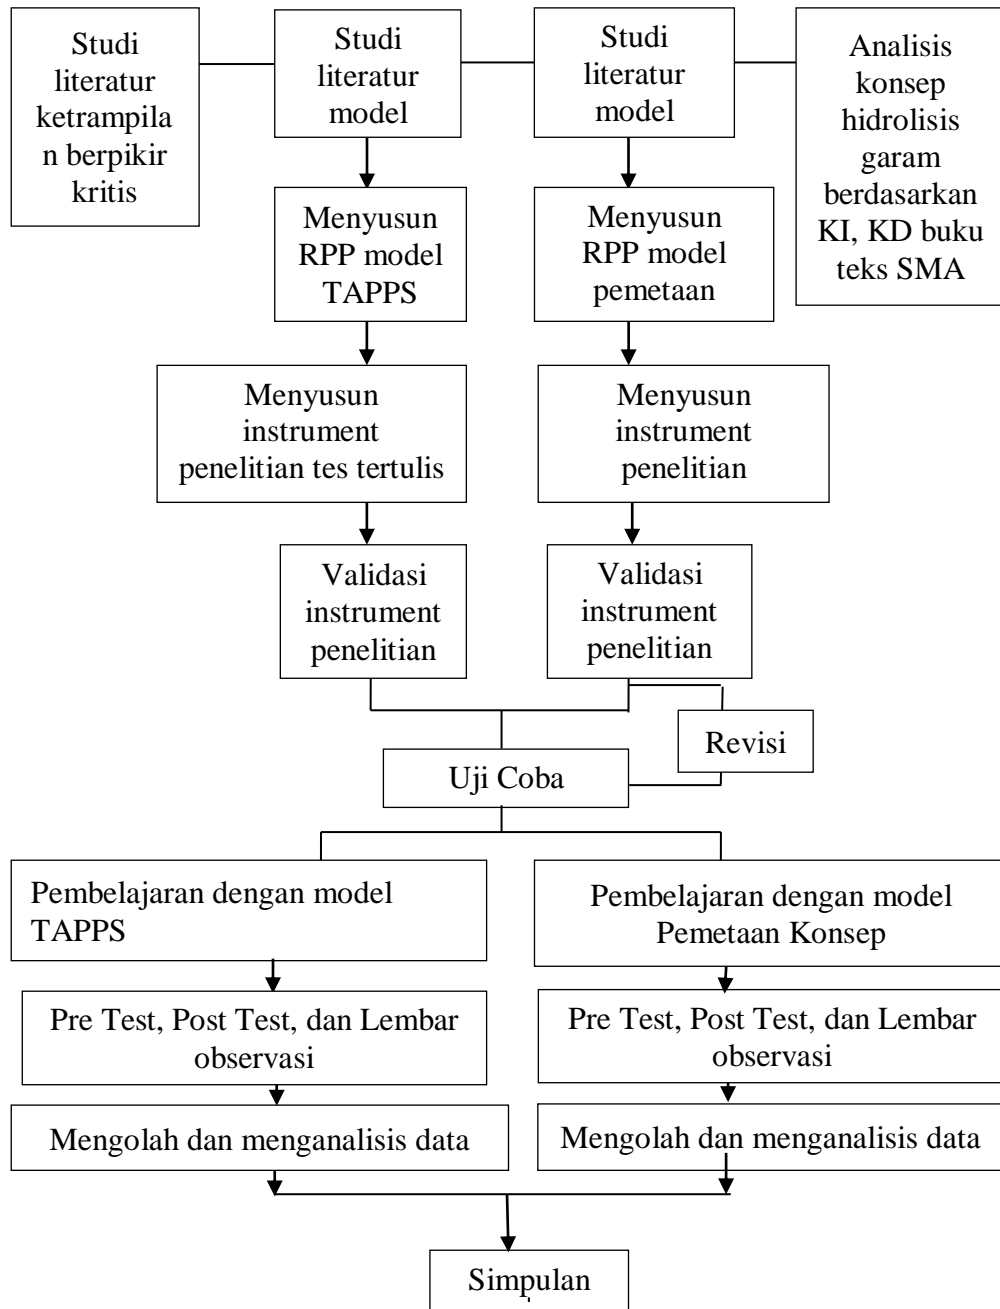 Studi
literatur
ketrampila
n berpikir
kritis
Studi
literatur
model
Studi
literatur
model
Analisis
konsep
hidrolisis
garam
berdasarkan
KI, KD buku
teks SMA
Menyusun
RPP model
TAPPS
Menyusun
RPP model
pemetaan
Menyusun
instrument
penelitian tes tertulis
Menyusun
instrument
penelitian
Validasi
instrument
penelitian
Validasi
instrument
penelitian
Revisi
Uji Coba
Pembelajaran dengan model
TAPPS
Pembelajaran dengan model
Pemetaan Konsep
Pre Test, Post Test, dan Lembar
observasi
Pre Test, Post Test, dan Lembar
observasi
Mengolah dan menganalisis data
Mengolah dan menganalisis data
Simpulan